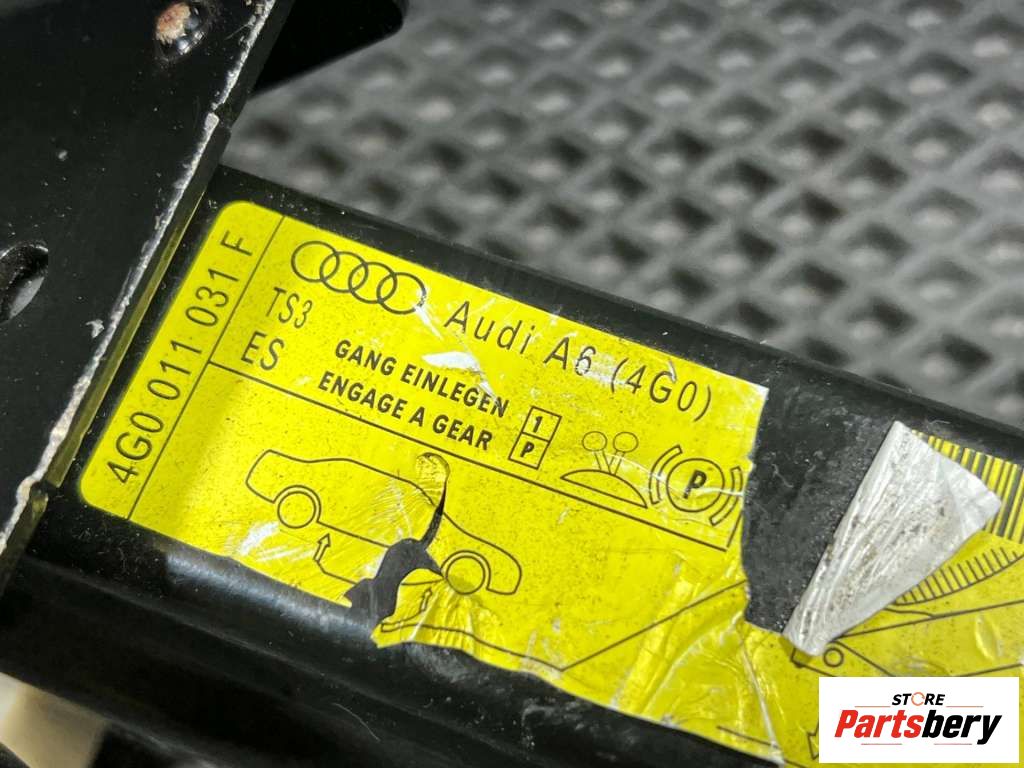 4G0 011 031 F
Audi A6 (4G0)
TS3
ES
GANG EINLEGEN
ENGAGE A GEAR
1
P
P
STORE
Partsbery